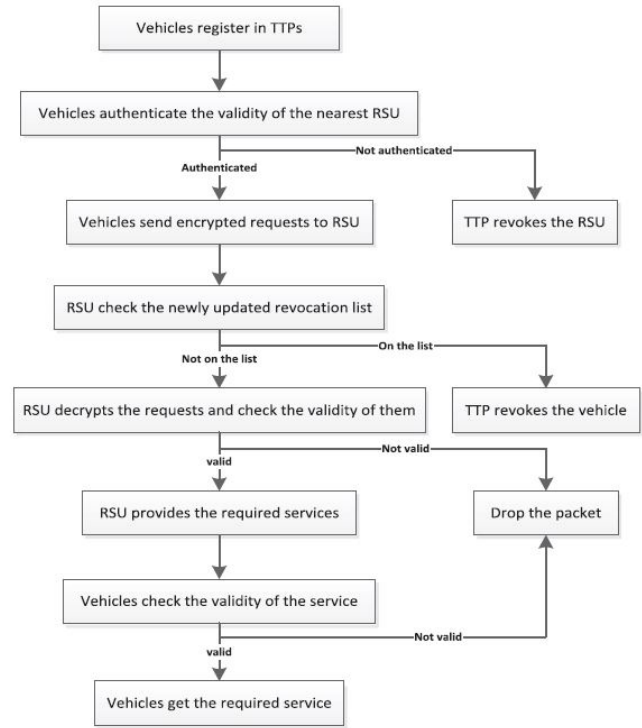 Vehicles register in TTPs
Vehicles authenticate the validity of the nearest RSU
Not authenticated
Authenticated
Vehicles send encrypted requests to RSU
TTP revokes the RSU
RSU check the newly updated revocation list
On the list
Not on the list
RSU decrypts the requests and check the validity of them
TTP revokes the vehicle
Not valid
valid
RSU provides the required services
Drop the packet
Vehicles check the validity of the service
Not valid
valid
Vehicles get the required service